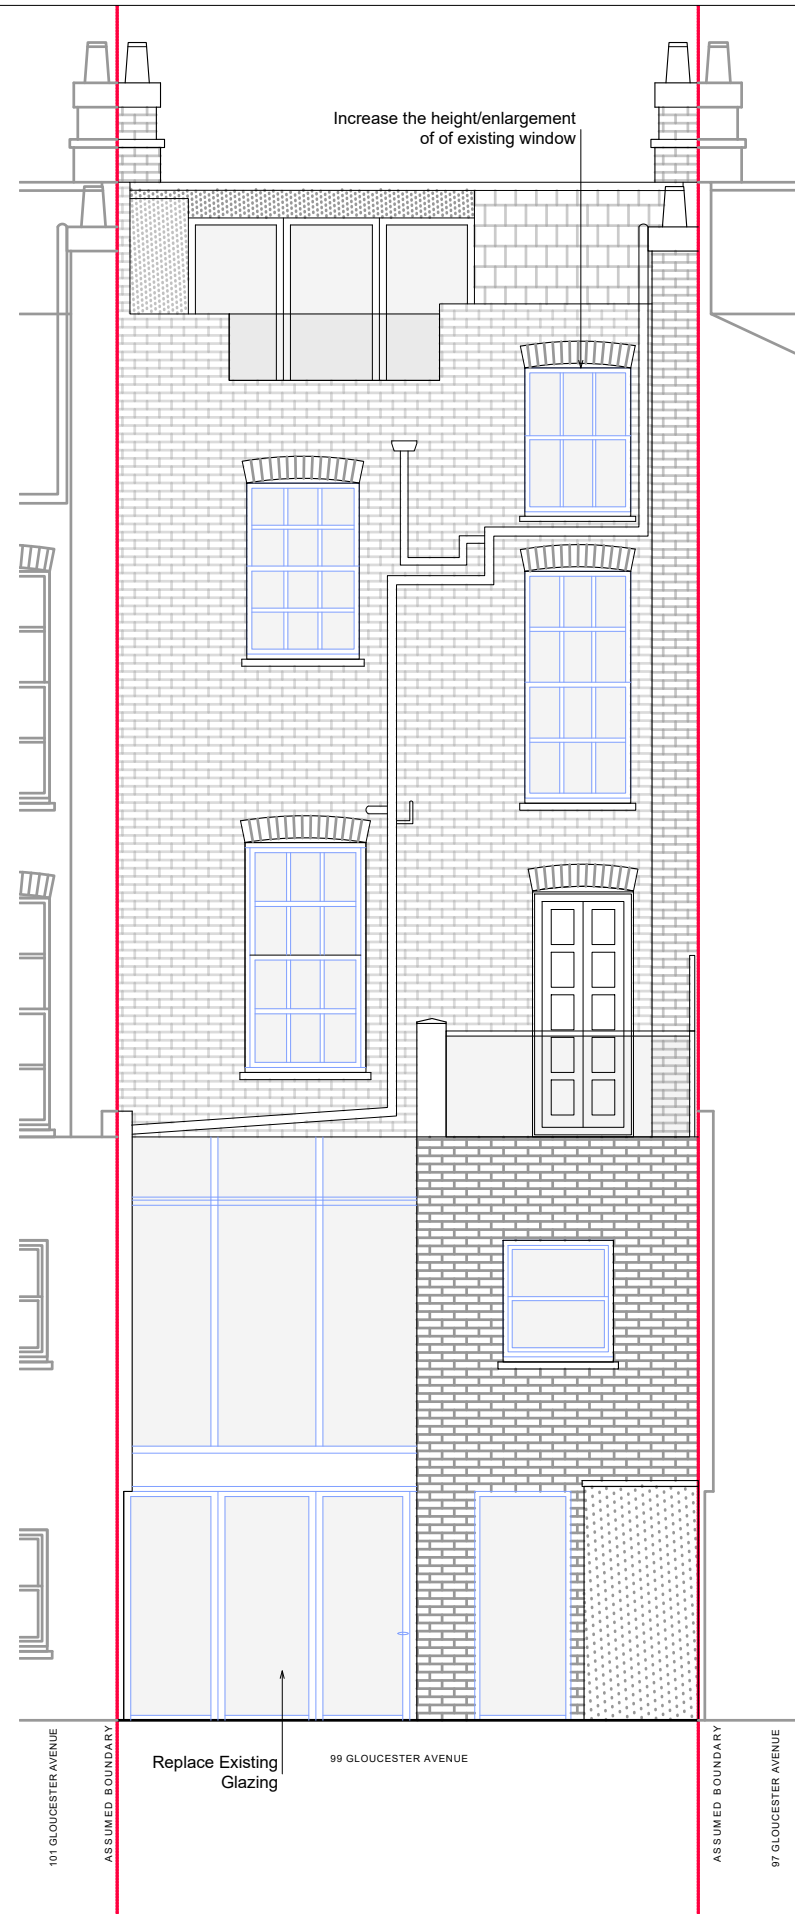 Increase the height/enlargement
of of existing window
Replace Existing
Glazing
99 GLOUCESTER AVENUE
101 GLOUCESTER AVENUE
ASSUMED BOUNDARY
ASSUMED BOUNDARY
97 GLOUCESTER AVENUE